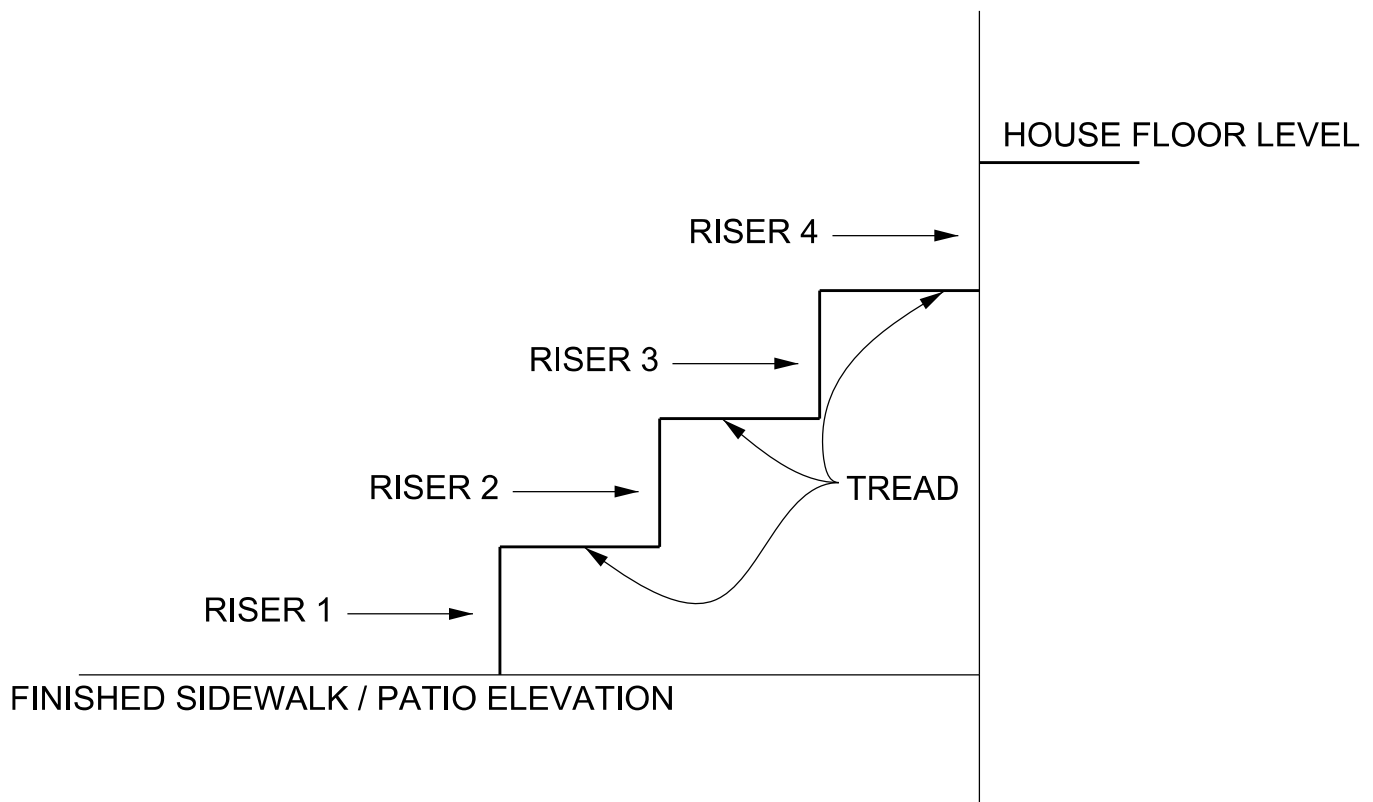 HOUSE FLOOR LEVEL
RISER 4
RISER 3
RISER 2
TREAD
RISER 1
FINISHED SIDEWALK / PATIO ELEVATION